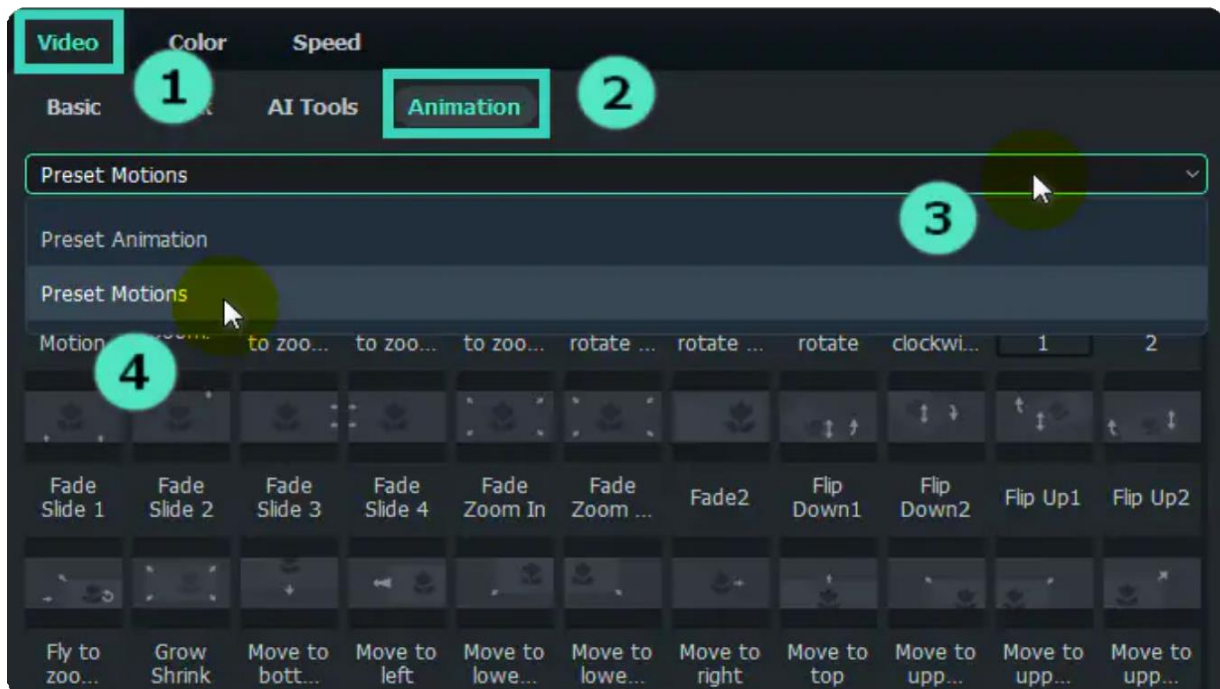 Video Color Speed
1
Basic AI Tools Animation 2
Preset Motions
3
Preset Animation
Preset Motions
4
Motion to zoo... to zoo... to zoo... rotate ... rotate ... rotate clockwi... 1 2
Fade Fade Fade Fade Fade Fade Fade2 Flip Flip Flip Up1 Flip Up2
Slide 1 Slide 2 Slide 3 Slide 4 Zoom In Zoom ... Down1 Down2
Fly to Grow Move to Move to Move to Move to Move to Move to Move to Move to Move to
zoo... Shrink bott... left lowe... lowe... right top upp... upp... upp...